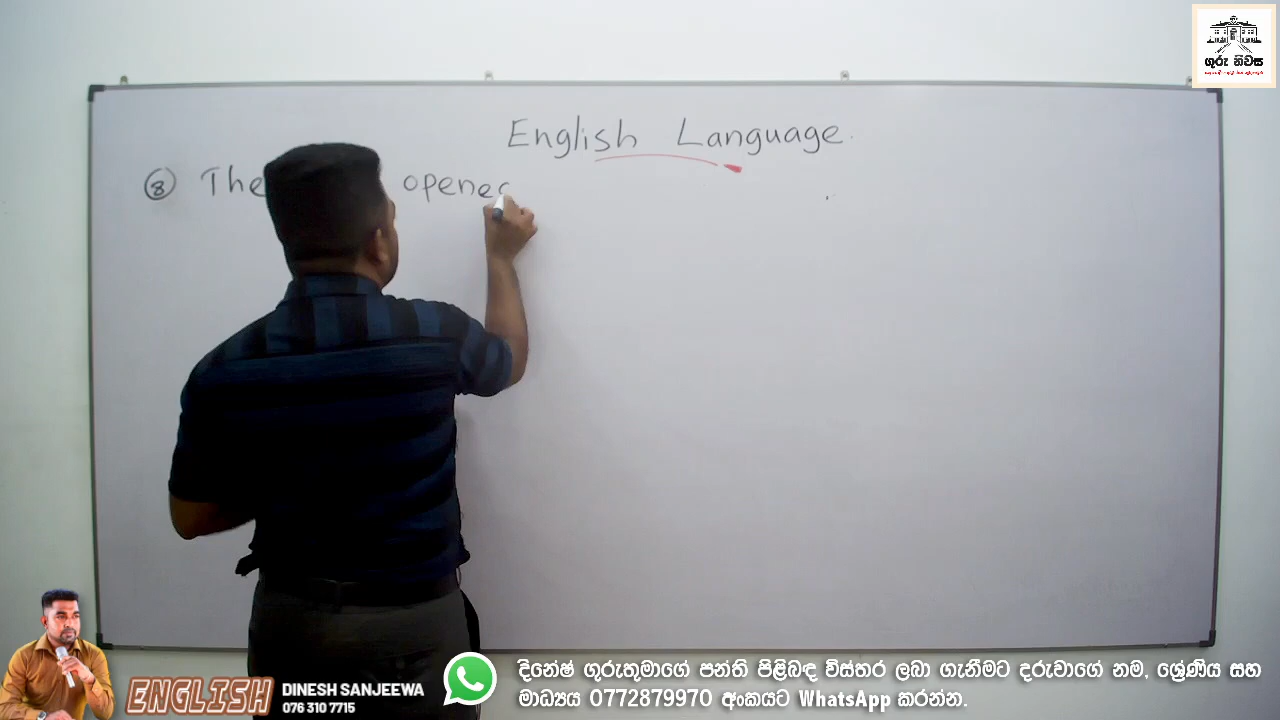 ගුරු නිවස
English Language
⑧ The opened
ENGLISH
DINESH SANJEEWA
076 310 7715
දිනේෂ් ගුරුතුමාගේ පන්ති පිළිබඳ විස්තර ලබා ගැනීමට දරුවාගේ නම, ශ්‍රේණිය සහ
මාධ්‍යය 0772879970 අංකයට WhatsApp කරන්න.